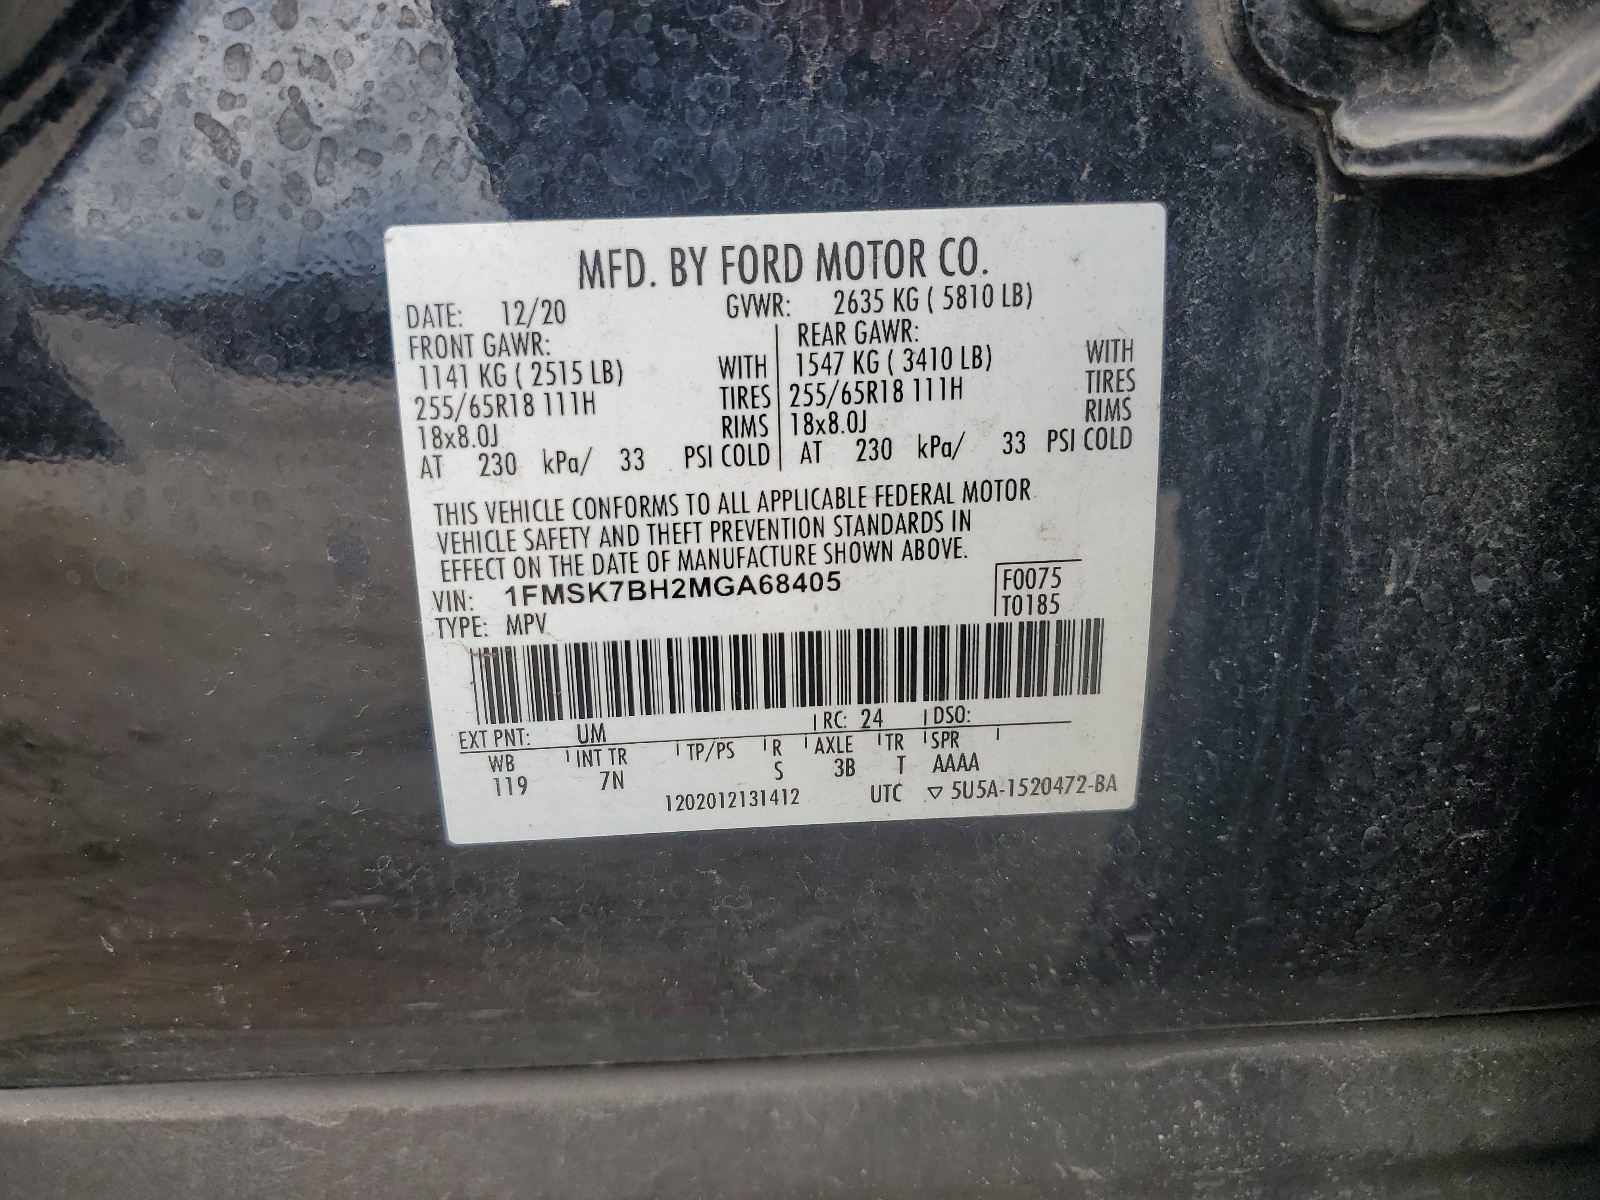 MFD. BY FORD MOTOR CO.
DATE: 12/20 GVWR: 2635 KG ( 5810 LB)
FRONT GAWR: REAR GAWR:
1141 KG ( 2515 LB) WITH 1547 KG ( 3410 LB) WITH
255/65R18 111H TIRES 255/65R18 111H TIRES
18x8.0J RIMS 18x8.0J RIMS
AT 230 kPa/ 33 PSI COLD AT 230 kPa/ 33 PSI COLD
THIS VEHICLE CONFORMS TO ALL APPLICABLE FEDERAL MOTOR
VEHICLE SAFETY AND THEFT PREVENTION STANDARDS IN
EFFECT ON THE DATE OF MANUFACTURE SHOWN ABOVE.
VIN: 1FMSK7BH2MGA68405 F0075
TYPE: MPV T0185
EXT PNT: UM RC: 24 DSO:
WB INT TR TP/PS R AXLE TR SPR
119 7N S 3B T AAAA
1202012131412 UTC ▽ 5U5A-1520472-BA